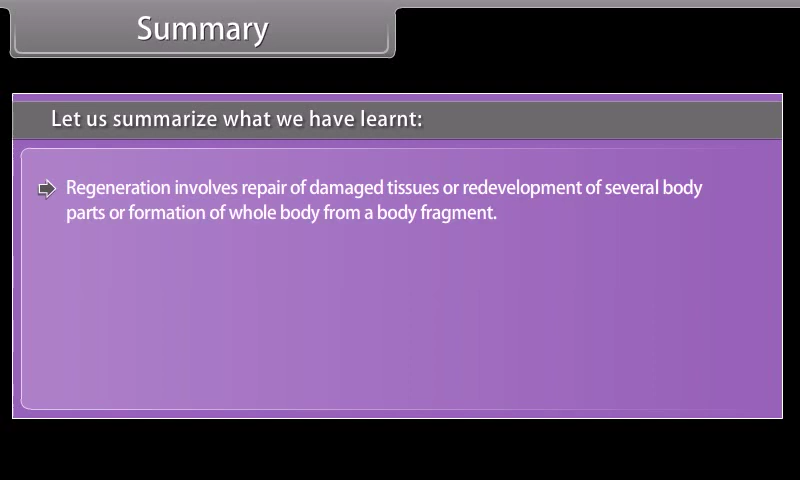 Summary
Let us summarize what we have learnt:
Regeneration involves repair of damaged tissues or redevelopment of several body
parts or formation of whole body from a body fragment.